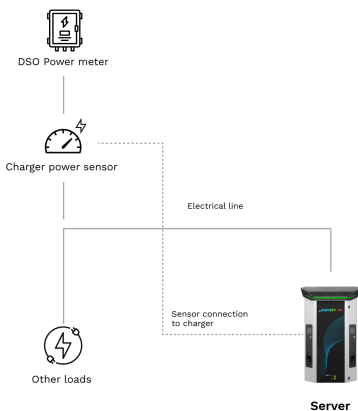 DSO Power meter
Charger power sensor
Electrical line
Sensor connection
to charger
Other loads
Server